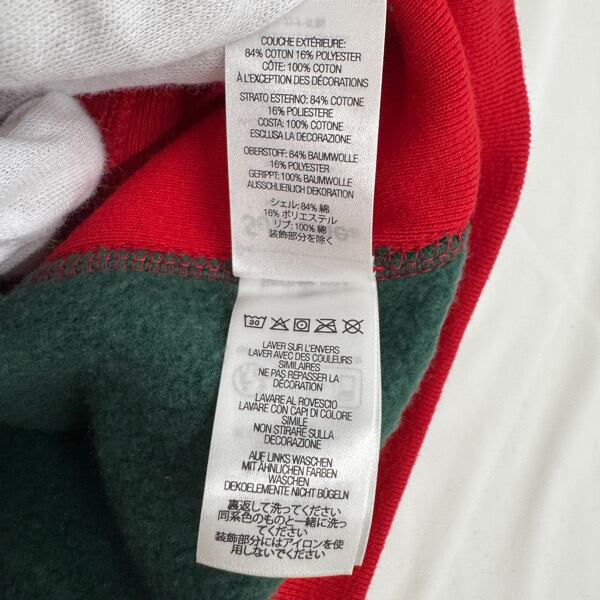 COUCHE EXTÉRIEURE:
84% COTON 16% POLYESTER
CÔTE: 100% COTON
À L'EXCEPTION DES DÉCORATIONS
STRATO ESTERNO: 84% COTONE
16% POLIESTERE
COSTA: 100% COTONE
ESCLUSA LA DECORAZIONE
OBERSTOFF: 84% BAUMWOLLE
16% POLYESTER
GERIPPT: 100% BAUMWOLLE
AUSSCHLIEBLICH DEKORATION
シェル: 84% 綿
16% ポリエステル
リブ: 100% 綿
装飾部分を除く
30
LAVER SUR L'ENVERS
LAVER AVEC DES COULEURS
SIMILAIRES
NE PAS REPASSER LA
DÉCORATION
LAVARE AL ROVESCIO
LAVARE CON CAPI DI COLORE
SIMILE
NON STIRARE SULLA
DECORAZIONE
AUF LINKS WASCHEN
MIT ÄHNLICHEN FARBEN
WASCHEN
DEKOELEMENTE NICHT BÜGELN
裏返して洗ってください
同系色のものと一緒に洗っ
てください
装飾部分にはアイロンを使
用しないでください